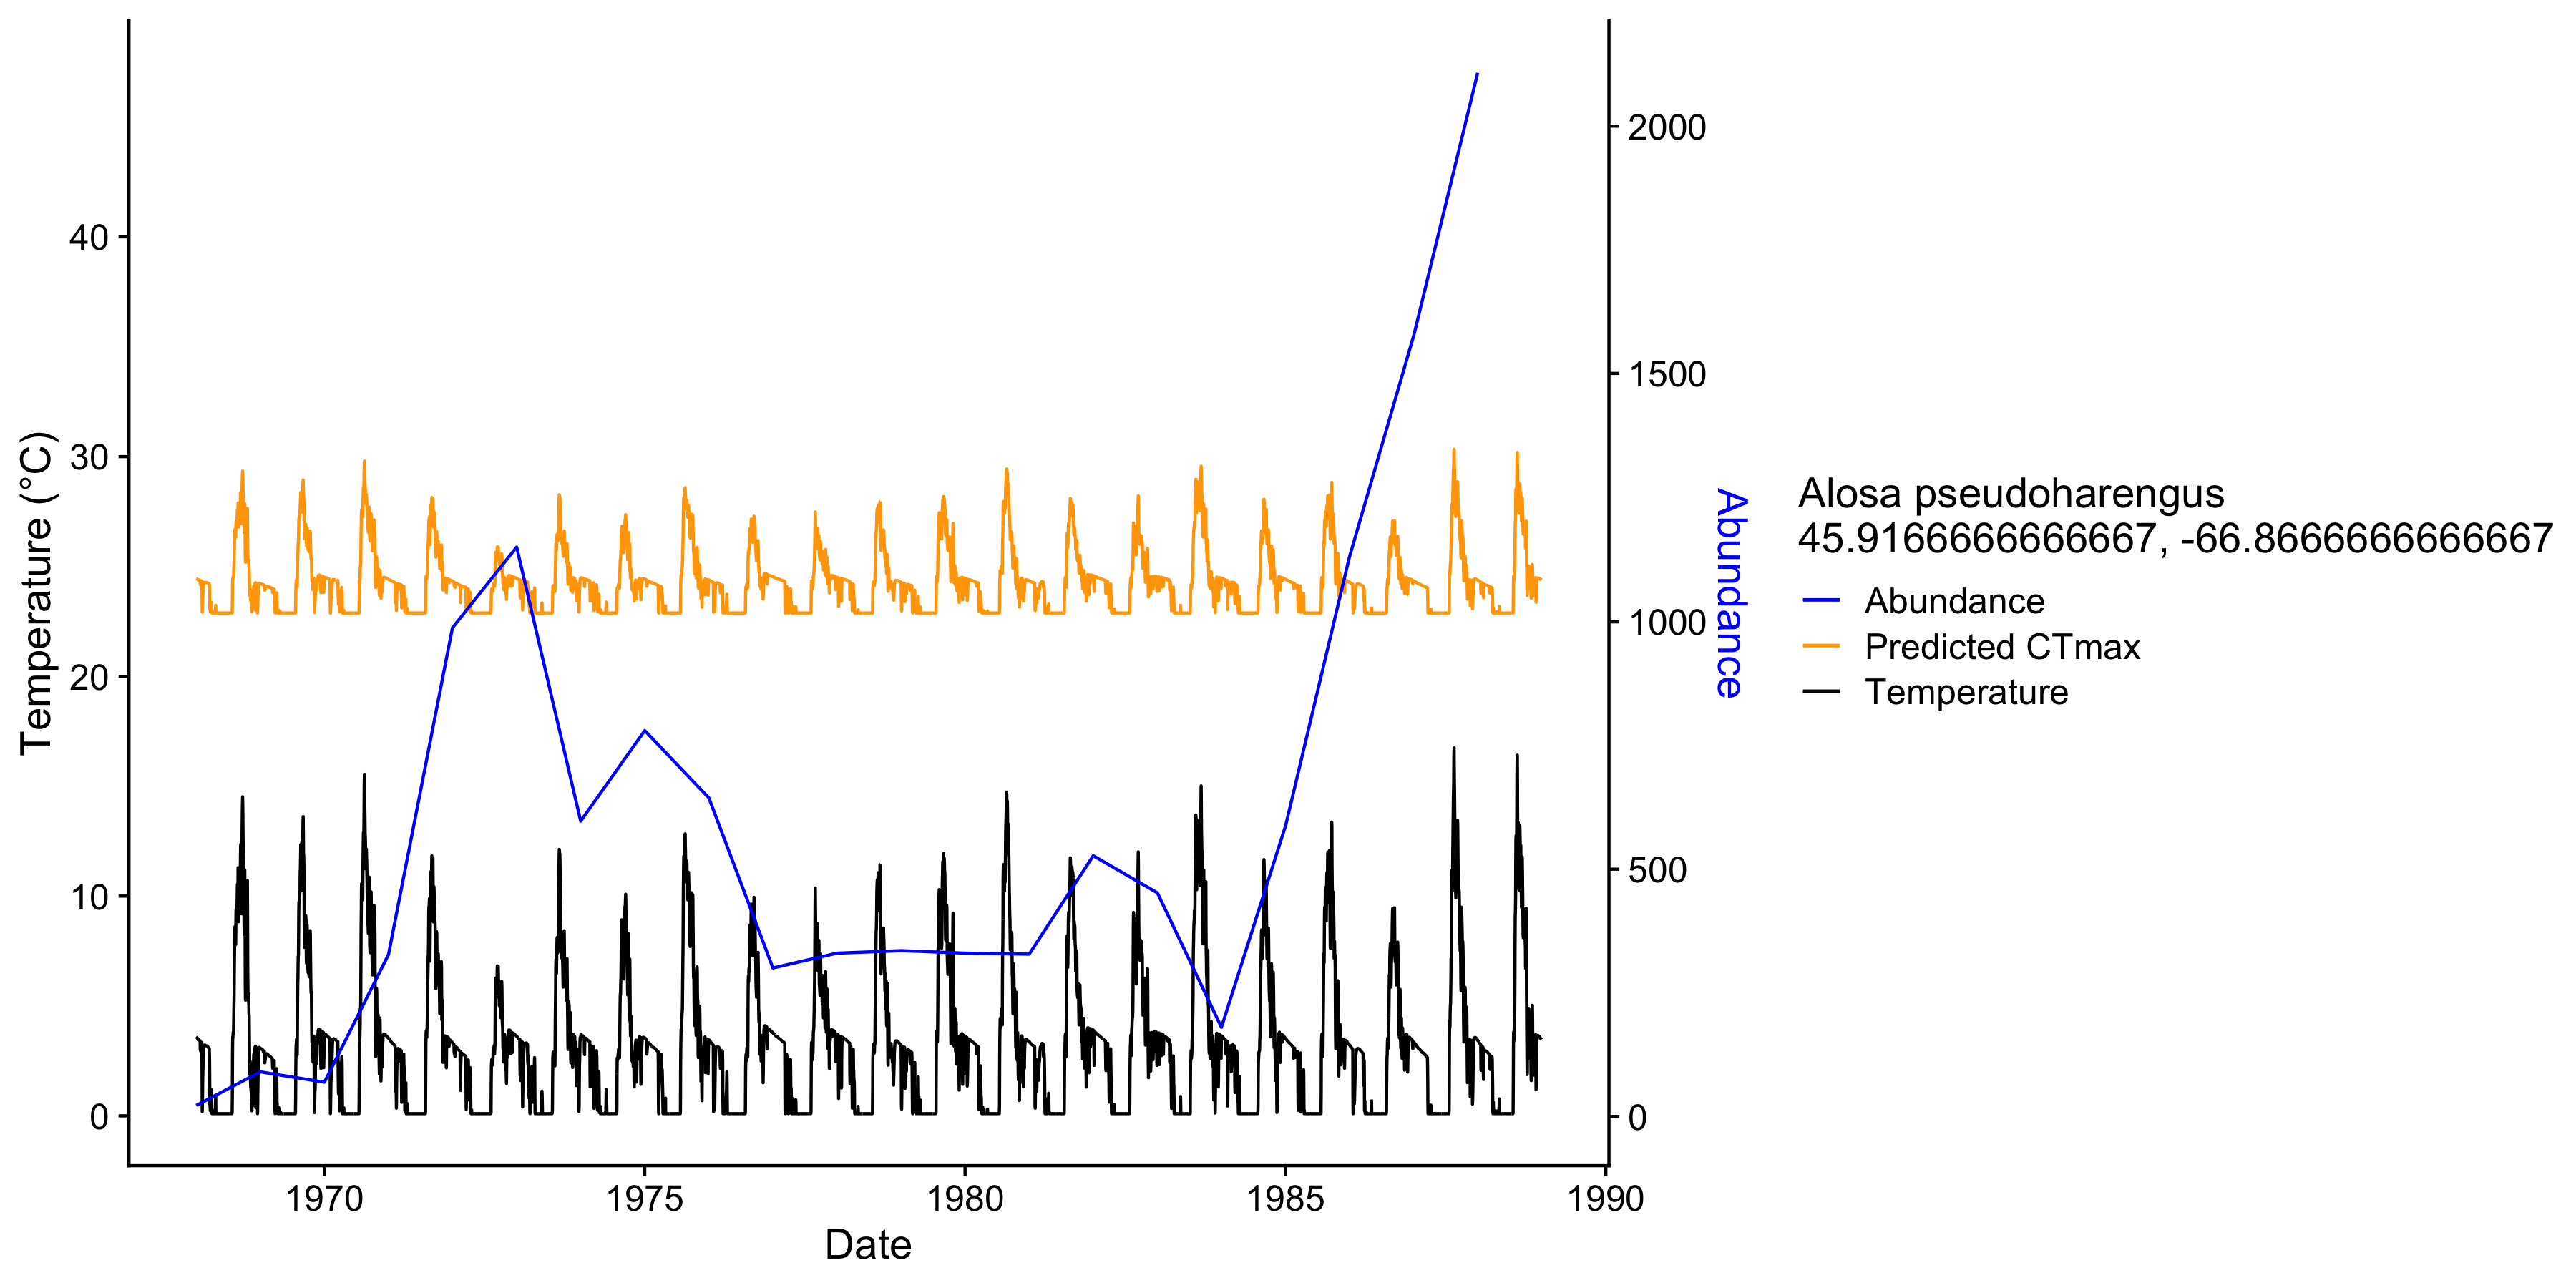 Temperature (°C)
40
30
20
10
0
1970
1975
1980
1985
1990
Date
2000
1500
1000
500
0
Abundance
Alosa pseudoharengus
45.9166666666667, -66.8666666666667
Abundance
Predicted CTmax
Temperature